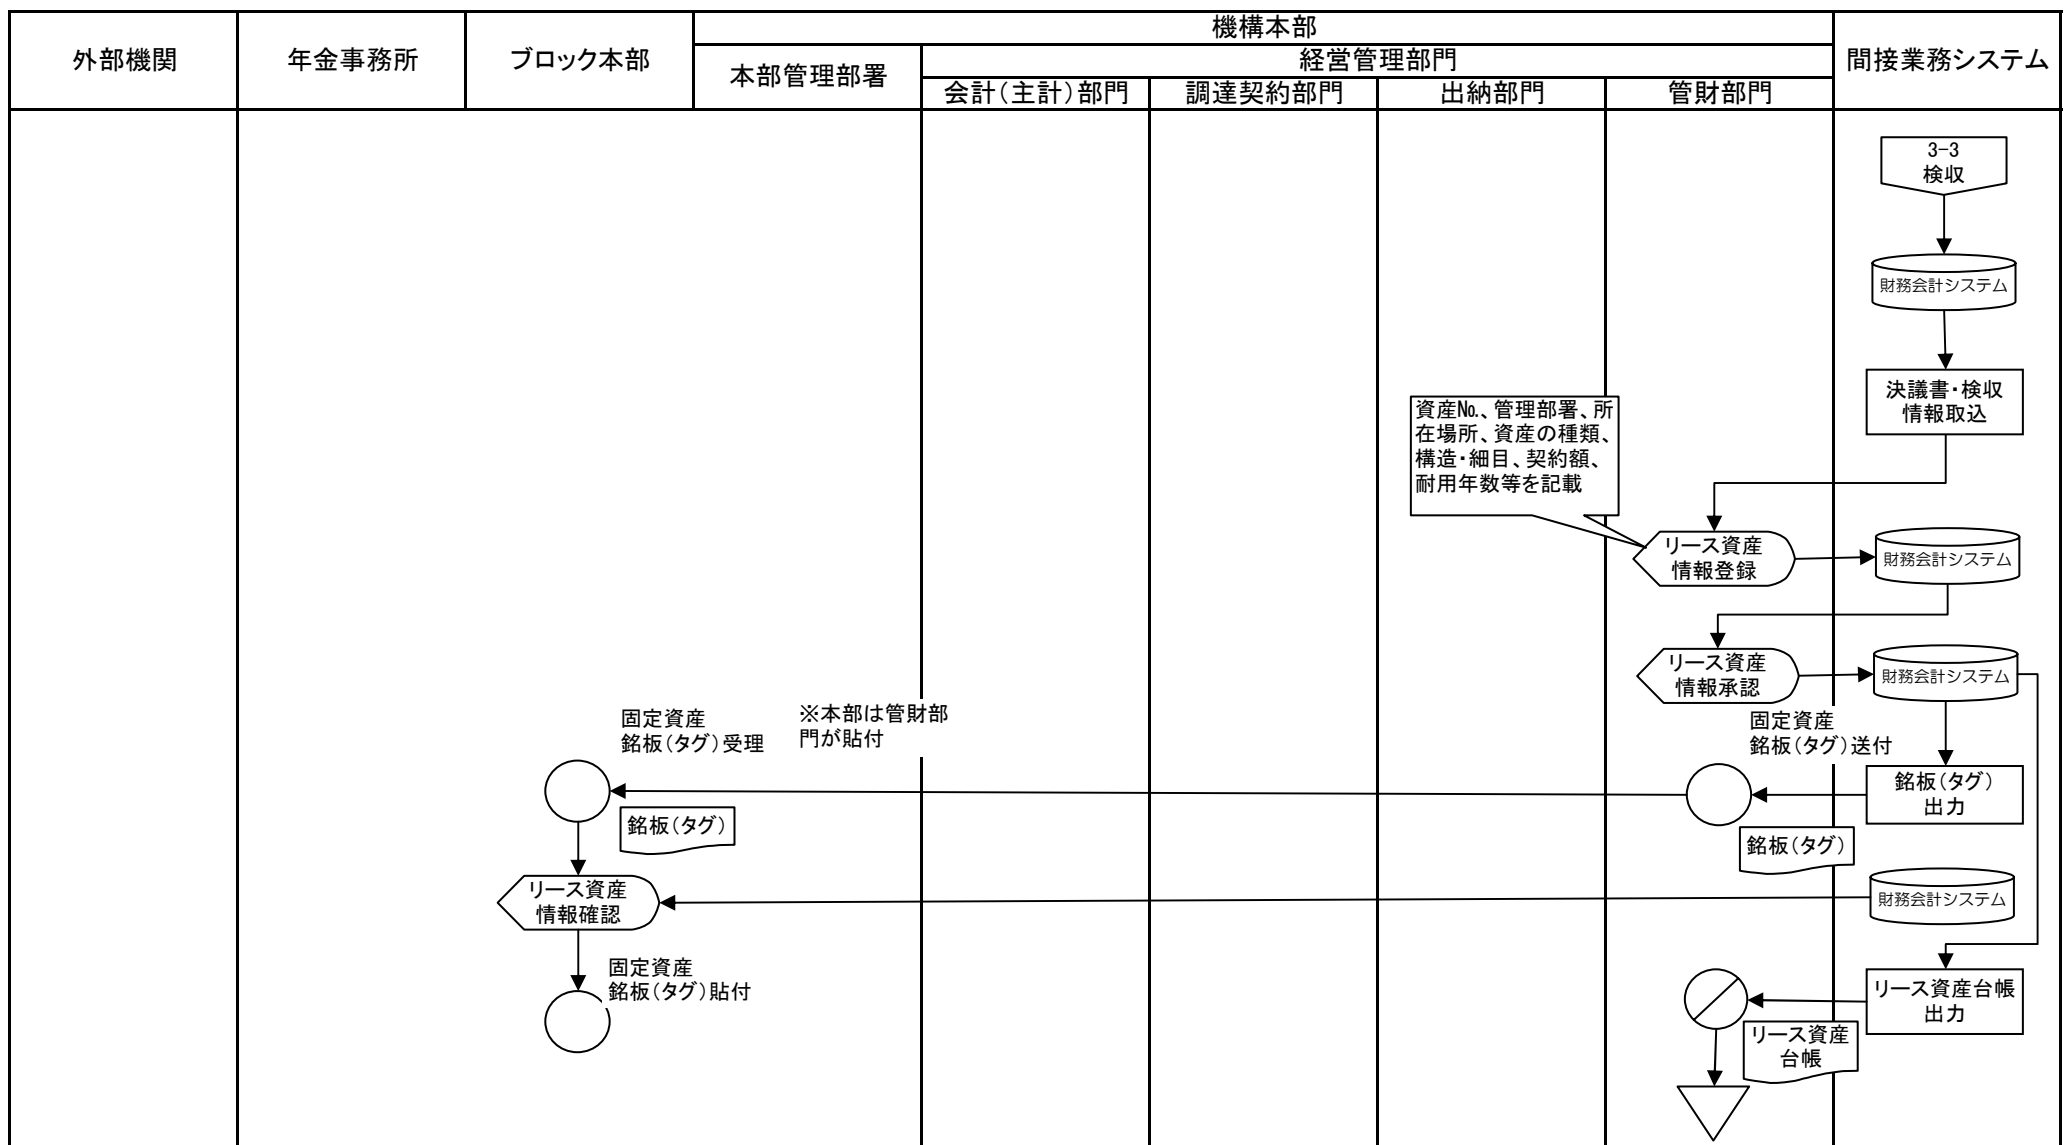 機構本部
外部機関
年金事務所
ブロック本部
本部管理部署
経営管理部門
間接業務システム
会計(主計)部門
調達契約部門
出納部門
管財部門
3-3
検収
財務会計システム
決議書・検収
情報取込
資産№、管理部署、所
在場所、資産の種類、
構造・細目、契約額、
耐用年数等を記載
リース資産
情報登録
財務会計システム
リース資産
情報承認
財務会計システム
固定資産
銘板(タグ)受理
※本部は管財部
門が貼付
固定資産
銘板(タグ)送付
銘板(タグ)
出力
銘板(タグ)
銘板(タグ)
リース資産
情報確認
財務会計システム
固定資産
銘板(タグ)貼付
リース資産台帳
出力
リース資産
台帳